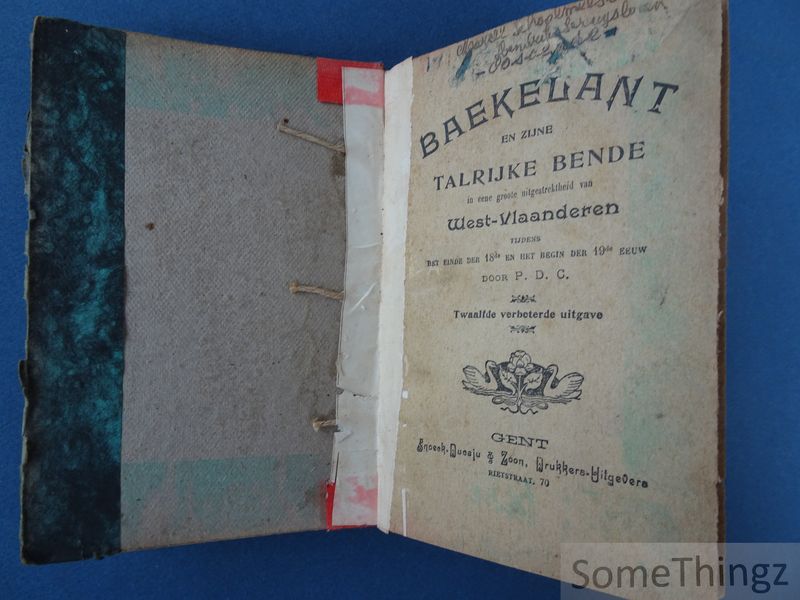 BAEKELANT
EN ZIJNE
TALRIJKE BENDE
in eene groote uitgestrektheid van
West-Vlaanderen
TIJDENS
HET EINDE DER 18de EN HET BEGIN DER 19de EEUW
DOOR P. D. C.
Twaalfde verbeterde uitgave
GENT
Snoeck-Ducaju & Zoon, Drukkers-Uitgevers
RIETSTRAAT, 70
SomeThingz